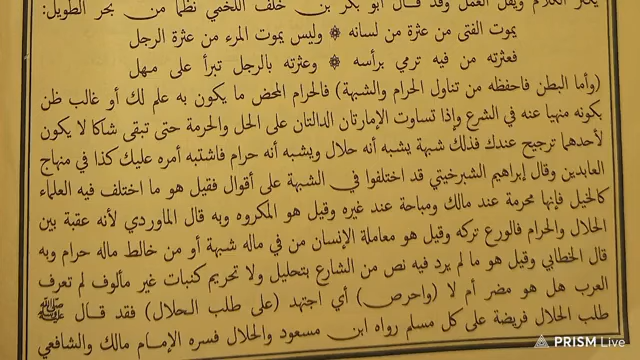 يكثر الكلام ويقل العمل وقد قال أبو بكر بن خلف اللخمي نظما من بحر الطويل:
يموت الفتى من عثرة من لسانه ۞ وليس يموت المرء من عثرة الرجل
فعثرته من فيه ترمي برأسه ۞ وعثرته بالرجل تبرأ على مهل
(وأما البطن فاحفظه من تناول الحرام والشبهة) فالحرام المحض ما يكون به علم لك أو غالب ظن
بكونه منهيا عنه في الشرع وإذا تساوت الإمارتان الدالتان على الحل والحرمة حتى تبقى شاكا لا يكون
لأحدها ترجيح عندك فذلك شبهة يشبه أنه حلال ويشبه أنه حرام فاشتبه أمره عليك كذا في منهاج
العابدين وقال إبراهيم الشبرخيتي قد اختلفوا في الشبهة على أقوال فقيل هو ما اختلف فيه العلماء
كالخيل فإنها محرمة عند مالك ومباحة عند غيره وقيل هو المكروه وبه قال الماوردي لأنه عقبة بين
الحلال والحرام فالورع تركه وقيل هو معاملة الإنسان من في ماله شبهة أو من خالط ماله حرام وبه
قال الخطابي وقيل هو ما لم يرد فيه نص من الشارع بتحليل ولا تحريم كنبات غير مألوف لم تعرف
العرب هل هو مضر أم لا (واحرص) أي اجتهد (على طلب الحلال) فقد قال ﷺ
طلب الحلال فريضة على كل مسلم رواه ابن مسعود والحلال فسره الإمام مالك والشافعي
PRISM Live